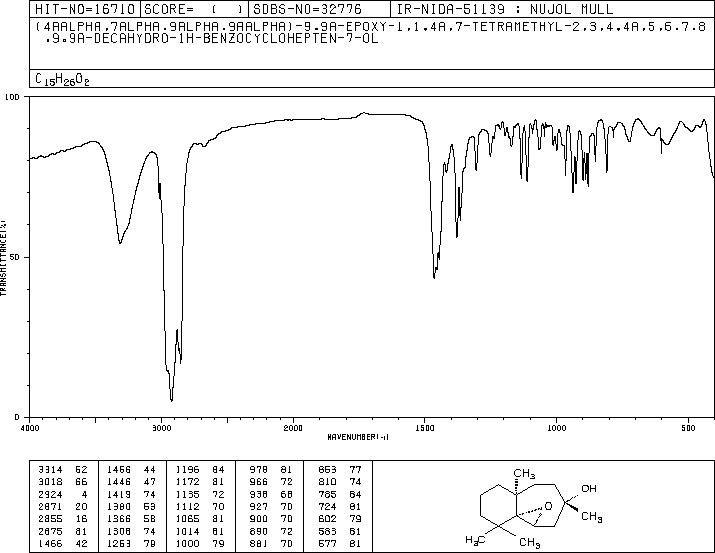 HIT-NO=16710 SCORE= ( ) SDBS-NO=32776 IR-NIDA-51139 : NUJOL MULL
(4AALPHA,7ALPHA,9ALPHA,9AALPHA)-9,9A-EPOXY-1,1,4A,7-TETRAMETHYL-2,3,4,4A,5,6,7,8
,9,9A-DECAHYDRO-1H-BENZOCYCLOHEPTEN-7-OL
C15H26O2
100
TRANSMITTANCE(%)
50
0
4000 3000 2000 1500 1000 500
WAVENUMBER(-1)
3314 52 1456 44 1196 84 978 81 853 77
3018 66 1446 47 1172 81 966 72 810 74
2924 4 1419 74 1135 72 938 68 785 84
2871 20 1380 53 1112 70 927 70 724 81
2855 16 1366 58 1065 81 900 70 602 79
2675 81 1308 74 1014 81 890 72 583 81
1466 42 1253 79 1000 79 881 70 577 81
CH3
OH
O
CH3
H3C
CH3